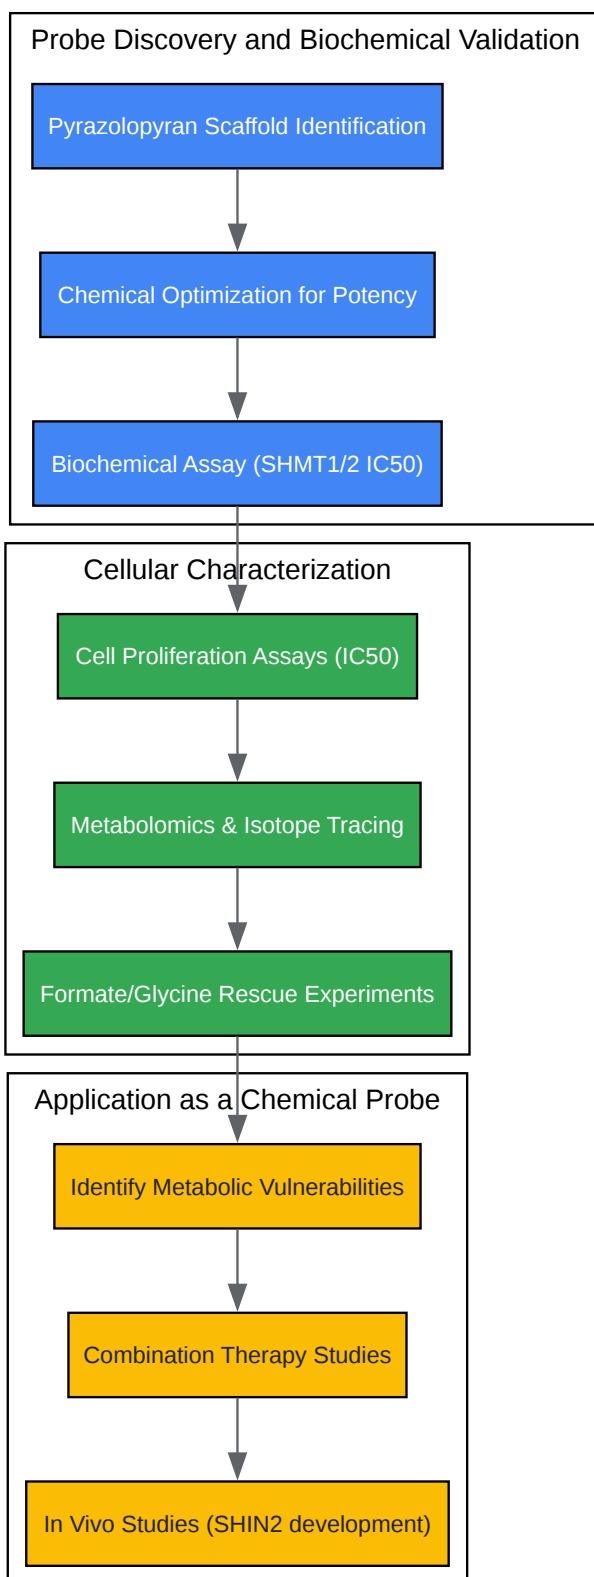 Probe Discovery and Biochemical Validation
Pyrazolopyran Scaffold Identification
Chemical Optimization for Potency
Biochemical Assay (SHMT1/2 IC50)
Cellular Characterization
Cell Proliferation Assays (IC50)
Metabolomics & Isotope Tracing
Formate/Glycine Rescue Experiments
Application as a Chemical Probe
Identify Metabolic Vulnerabilities
Combination Therapy Studies
In Vivo Studies (SHIN2 development)